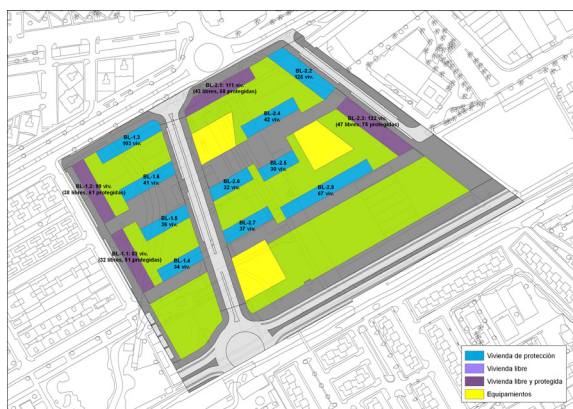 BL-2.1: 111 viv.
(43 libres, 68 protegidas)
BL-2.2
126 viv.
BL-2.3: 122 viv.
(47 libres, 75 protegidas)
BL-2.4
42 viv.
BL-1.3
103 viv.
BL-2.5
30 viv.
BL-1.6
41 viv.
BL-2.6
32 viv.
BL-1.2: 99 viv.
(38 libres, 61 protegidas)
BL-2.8
67 viv.
BL-1.5
36 viv.
BL-2.7
37 viv.
BL-1.1: 83 viv.
(32 libres, 51 protegidas)
BL-1.4
34 viv.
Vivienda de protección
Vivienda libre
Vivienda libre y protegida
Equipamientos